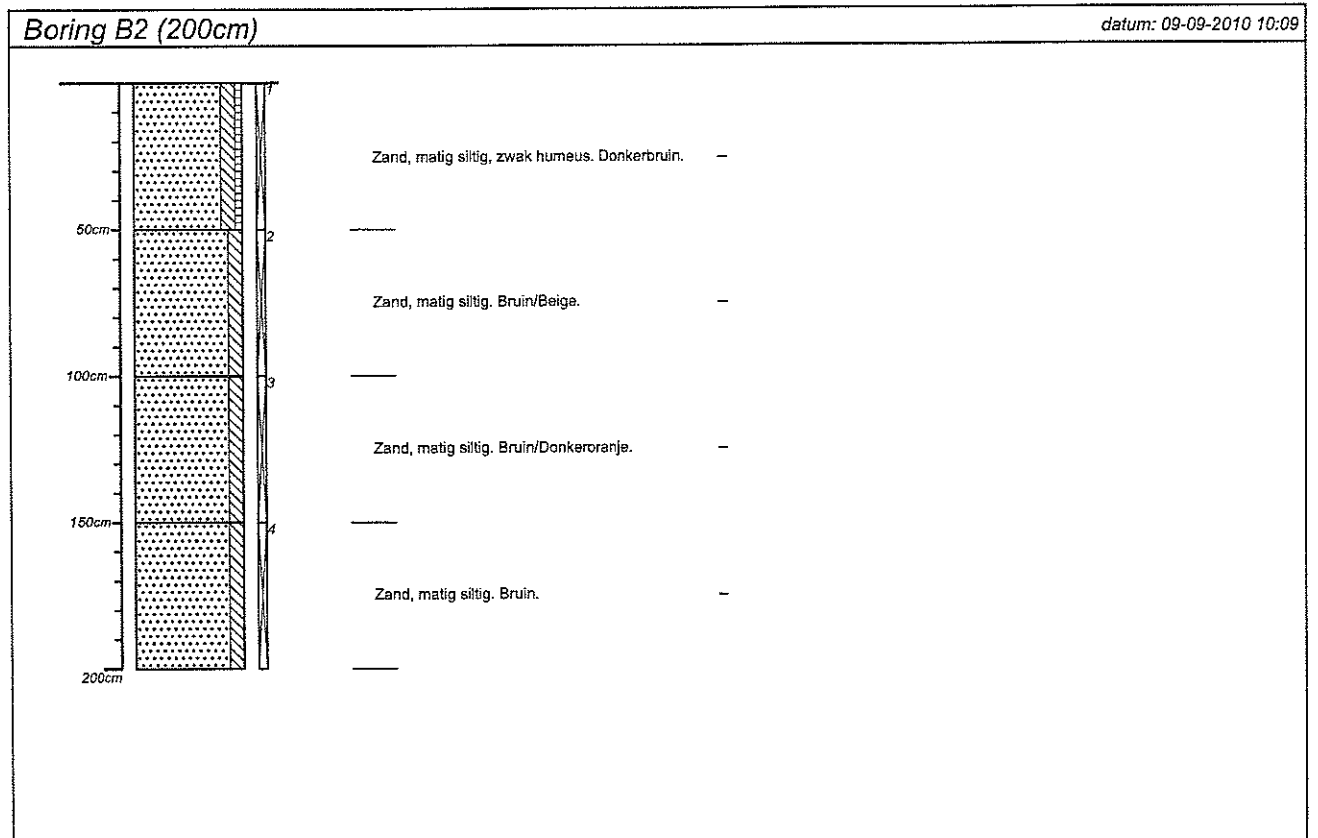 Boring B2 (200cm)
datum: 09-09-2010 10:09
1
Zand, matig siltig, zwak humeus. Donkerbruin. –
50cm
2
Zand, matig siltig. Bruin/Beige. –
100cm
3
Zand, matig siltig. Bruin/Donkeroranje. –
150cm
4
Zand, matig siltig. Bruin. –
200cm